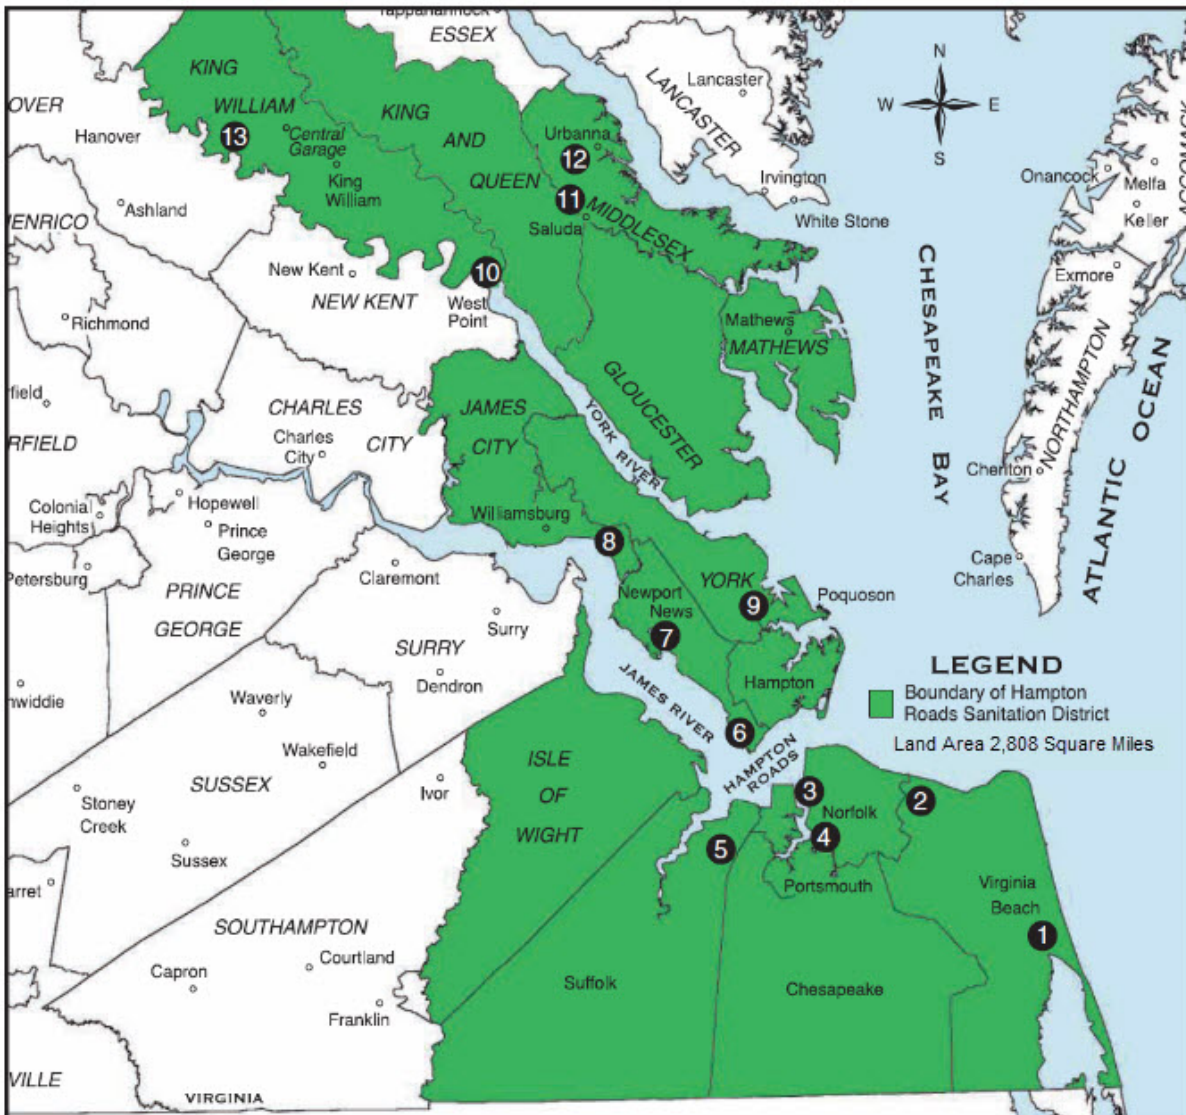 ESSEX
KING
WILLIAM
13
Central
Garage
King
William
KING
AND
QUEEN
Urbanna
12
11
Saluda
MIDDLESEX
Lancaster
LANCASTER
Irvington
White Stone
N
W
E
S
Onancock
Melfa
Keller
Exmore
OVER
Hanover
Ashland
New Kent
NEW KENT
10
West
Point
Richmond
Mathews
MATHEWS
GLOUCESTER
CHESAPEAKE BAY
NORTHAMPTON
ATLANTIC OCEAN
CHARLES
CITY
Charles
City
JAMES
CITY
YORK RIVER
Cheriton
RFIELD
Colonial
Heights
Hopewell
Prince
George
Williamsburg
8
Cape
Charles
Petersburg
PRINCE
GEORGE
Claremont
Surry
SURRY
Dendron
Newport
News
7
YORK
9
Poquoson
Hampton
JAMES RIVER
6
HAMPTON
ROADS
LEGEND
Boundary of Hampton
Roads Sanitation District
Land Area 2,808 Square Miles
nwiddie
Waverly
Wakefield
SUSSEX
Stoney
Creek
Sussex
Ivor
ISLE
OF
WIGHT
3
2
Norfolk
4
5
Portsmouth
Virginia
Beach
1
arret
SOUTHAMPTON
Capron
Courtland
Franklin
Suffolk
Chesapeake
VILLE
VIRGINIA